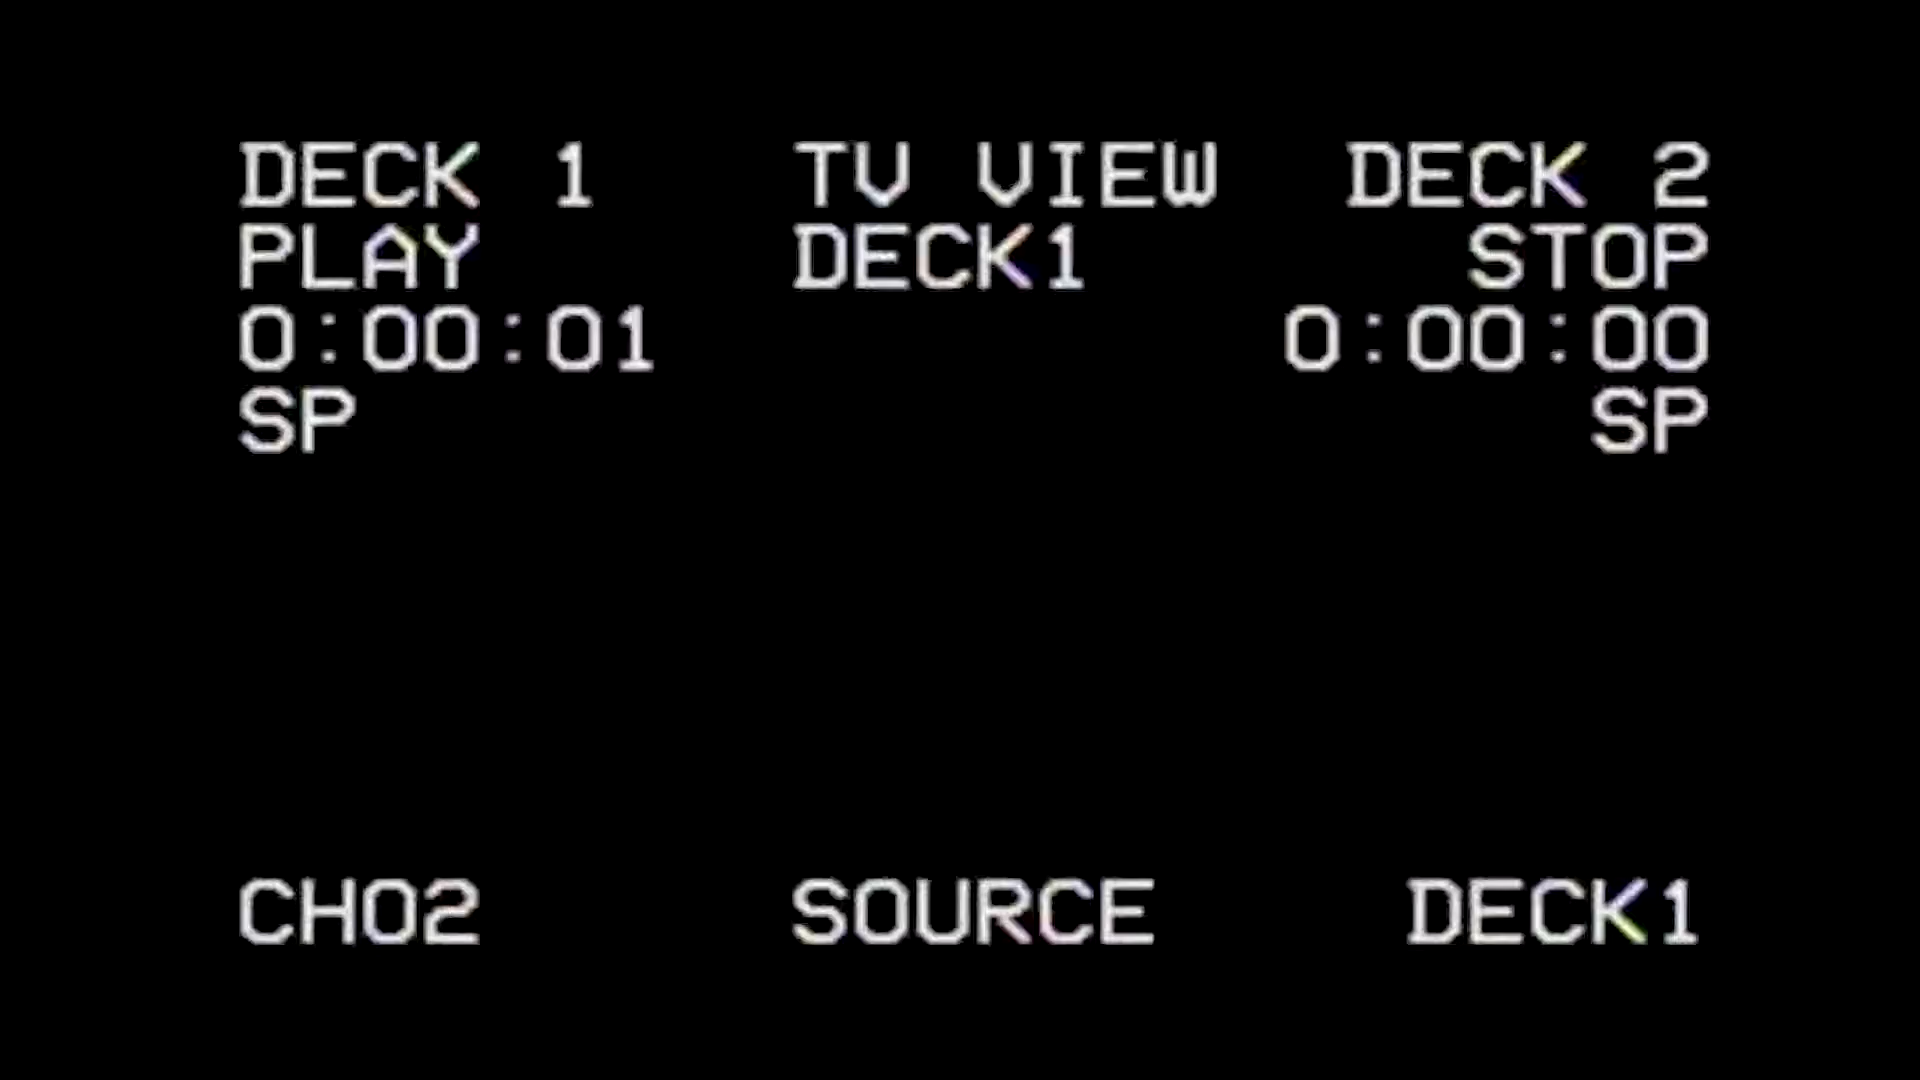 DECK 1 TV VIEW DECK 2
PLAY DECK1 STOP
0:00:01 0:00:00
SP SP
CH02 SOURCE DECK1